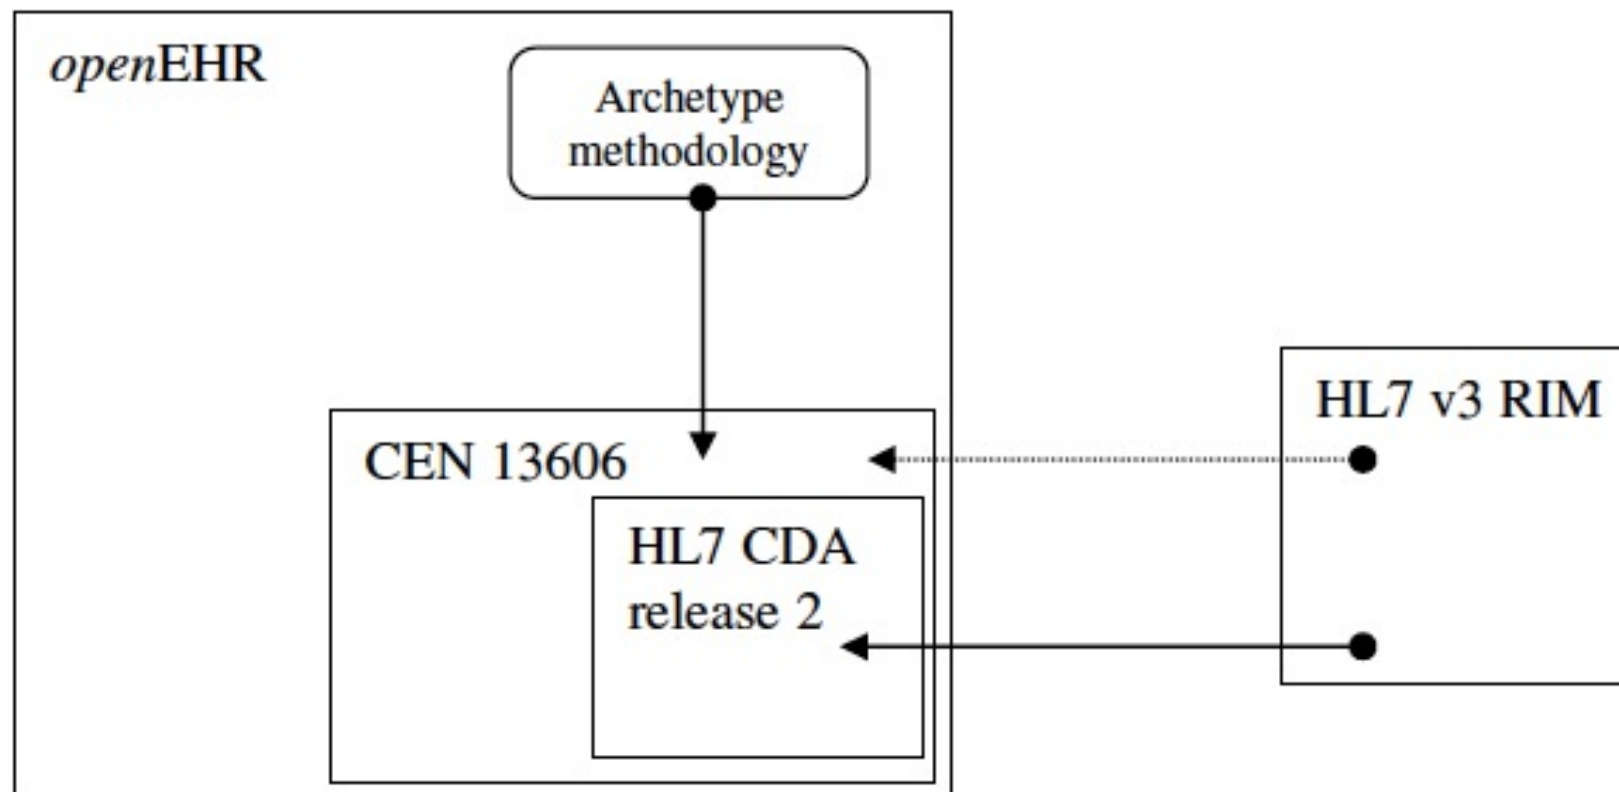 openEHR
Archetype
methodology
HL7 v3 RIM
CEN 13606
HL7 CDA
release 2